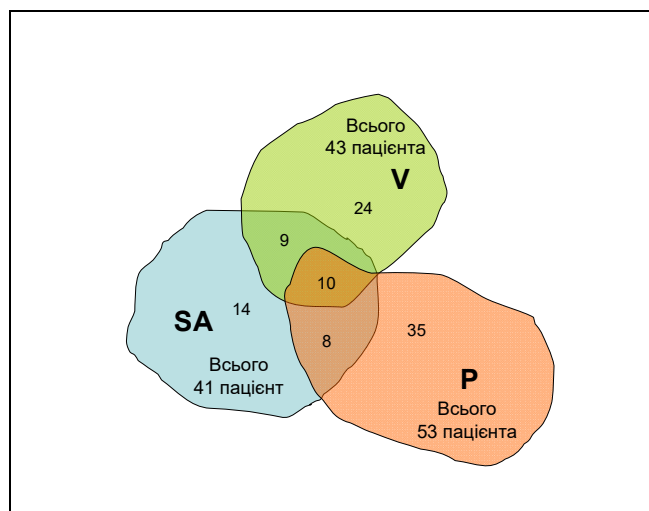 Всього
43 пацієнта
V
24
9
10
14
SA
8
35
Всього
41 пацієнт
P
Всього
53 пацієнта